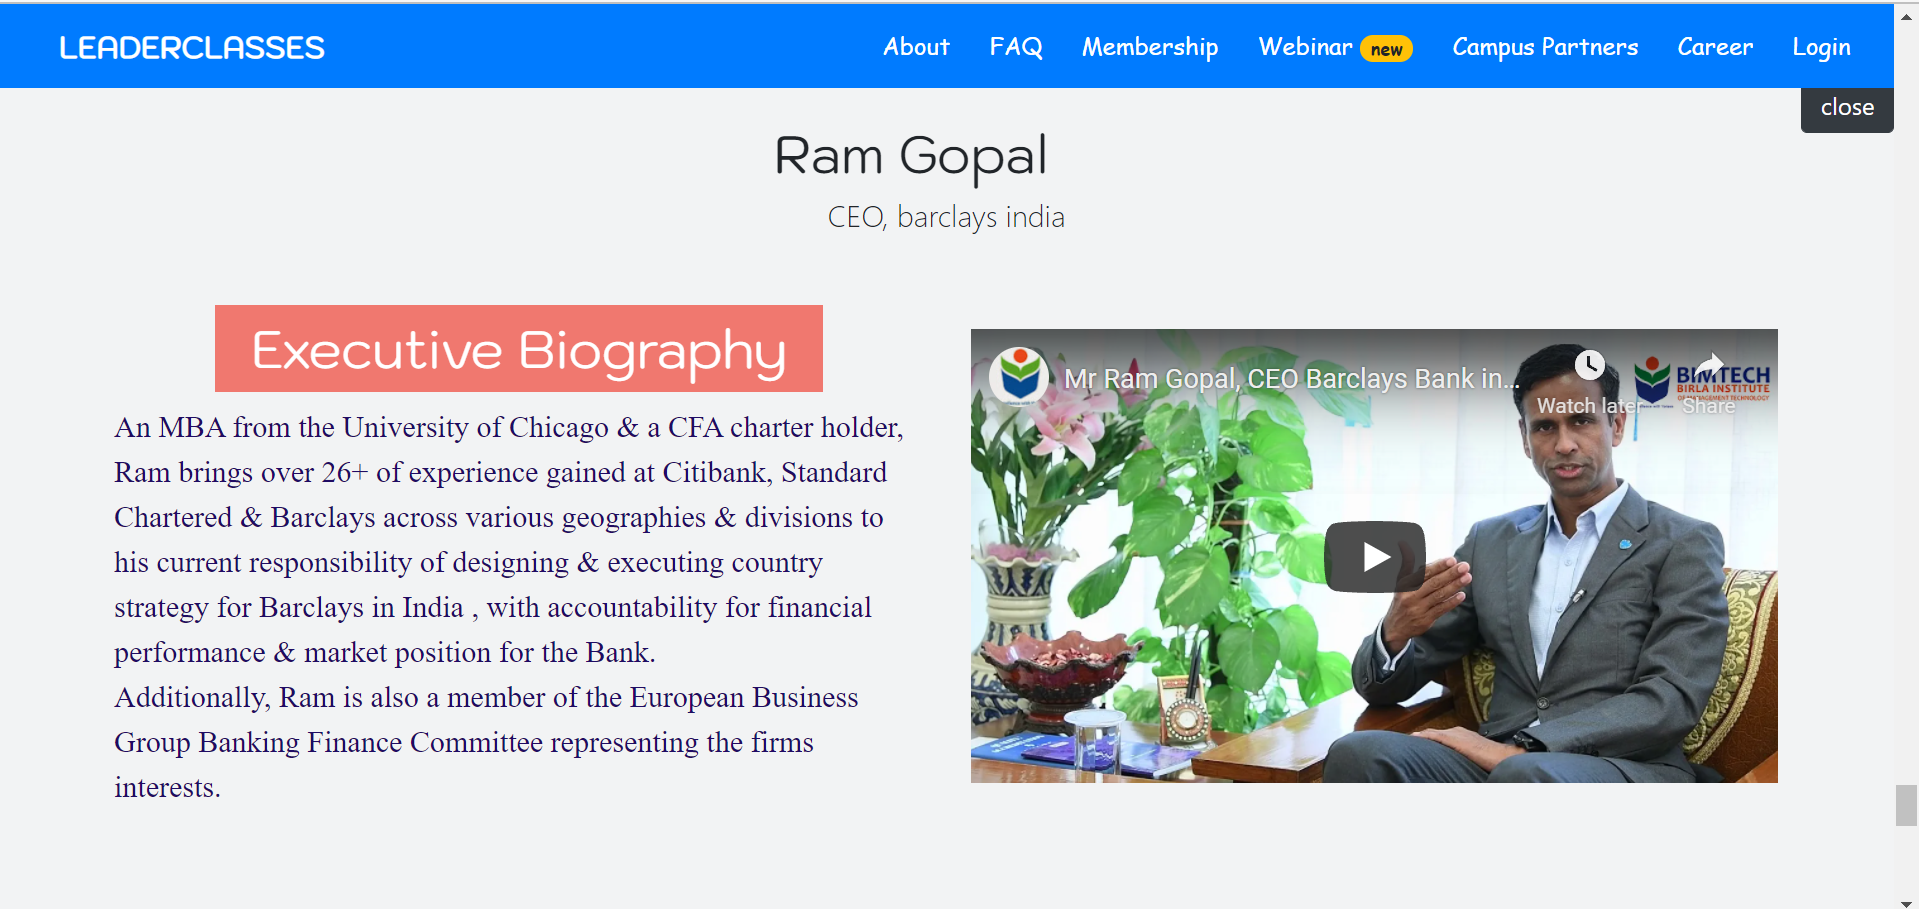 LEADERCLASSES
About FAQ Membership Webinar new Campus Partners Career Login
close
Ram Gopal
CEO, barclays india
Executive Biography
An MBA from the University of Chicago & a CFA charter holder,
Ram brings over 26+ of experience gained at Citibank, Standard
Chartered & Barclays across various geographies & divisions to
his current responsibility of designing & executing country
strategy for Barclays in India , with accountability for financial
performance & market position for the Bank.
Additionally, Ram is also a member of the European Business
Group Banking Finance Committee representing the firms
interests.
Mr Ram Gopal, CEO Barclays Bank in...
Watch later
Share
BIMTECH
BIRLA INSTITUTE
OF MANAGEMENT TECHNOLOGY